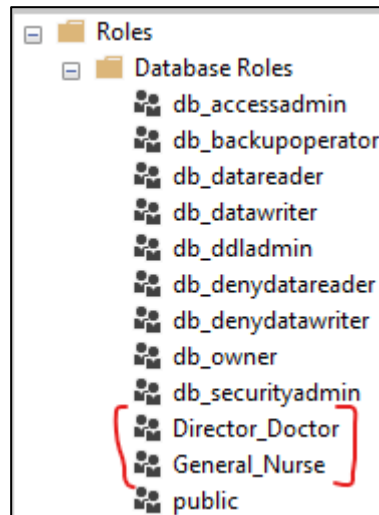 Roles
Database Roles
db_accessadmin
db_backupoperator
db_datareader
db_datawriter
db_ddladmin
db_denydatareader
db_denydatawriter
db_owner
db_securityadmin
Director_Doctor
General_Nurse
public